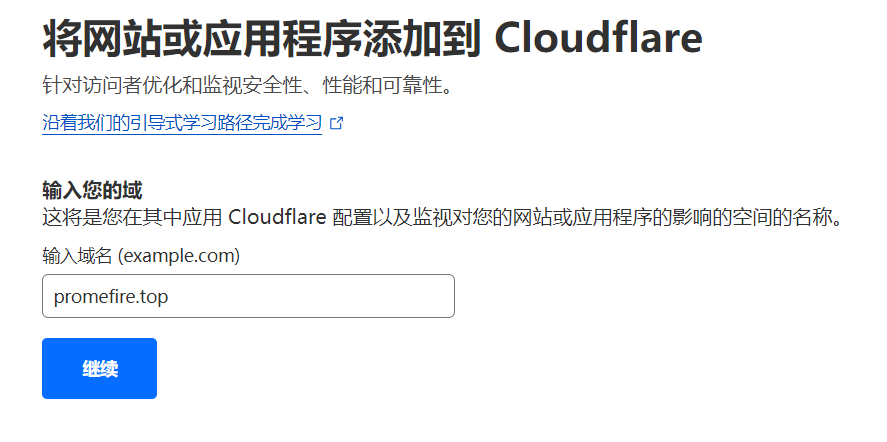 将网站或应用程序添加到 Cloudflare
针对访问者优化和监视安全性、性能和可靠性。
沿着我们的引导式学习路径完成学习
输入您的域
这将是您在其中应用 Cloudflare 配置以及监视对您的网站或应用程序的影响的空间的名称。
输入域名 (example.com)
promefire.top
继续